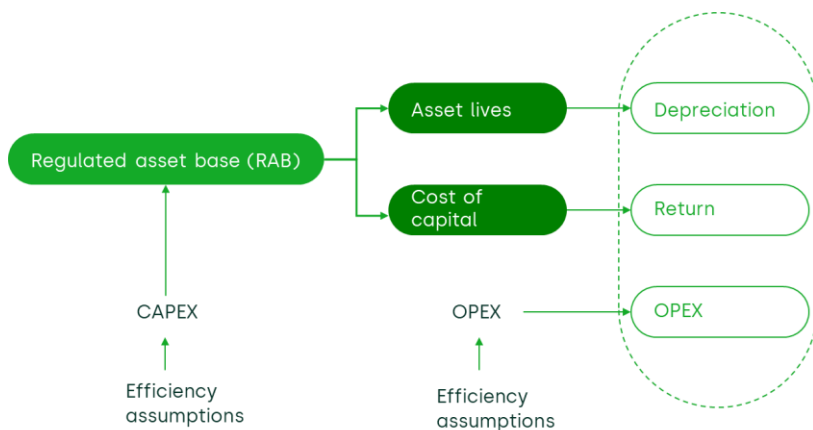 Asset lives
Depreciation
Regulated asset base (RAB)
Cost of
capital
Return
CAPEX
OPEX
OPEX
Efficiency
assumptions
Efficiency
assumptions